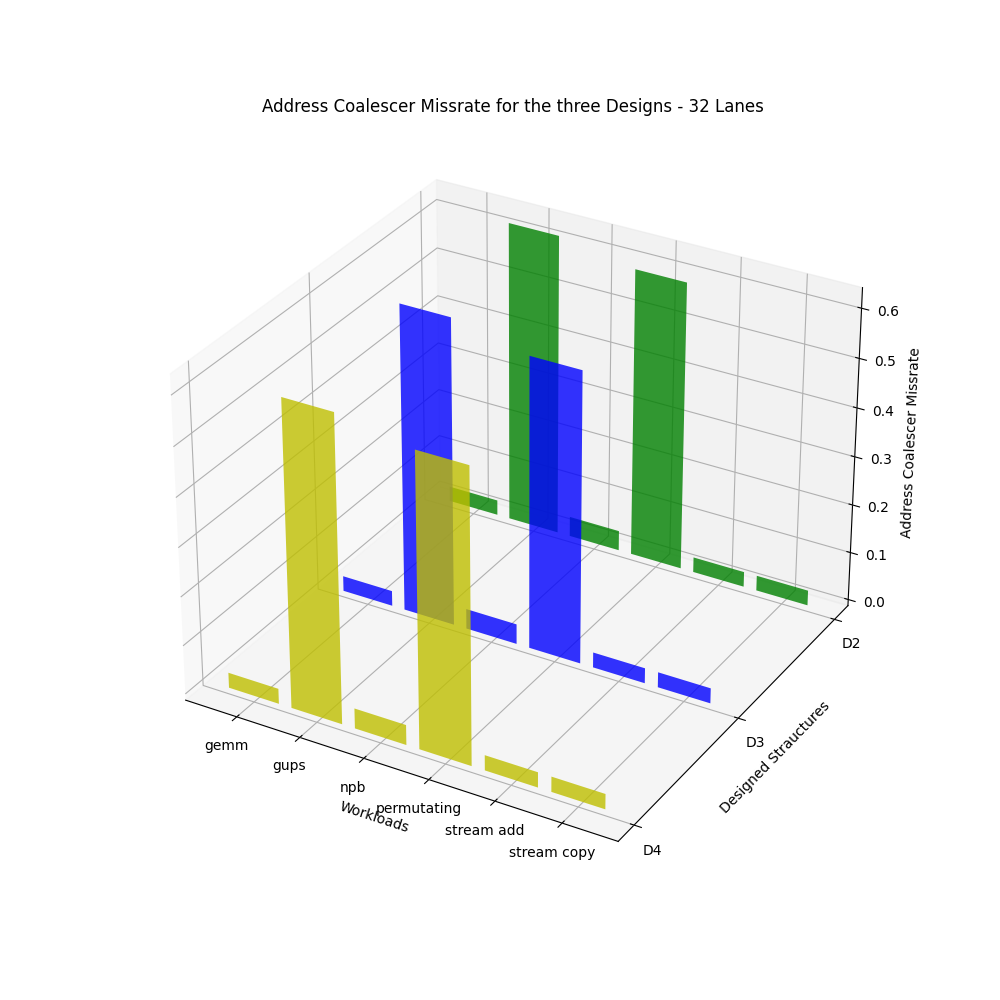 Address Coalescer Missrate for the three Designs - 32 Lanes
0.6
0.5
0.4
0.3
0.2
0.1
0.0
Address Coalescer Missrate
D2
D3
D4
Designed Strauctures
gemm
gups
npb
permutating
stream add
stream copy
Workloads